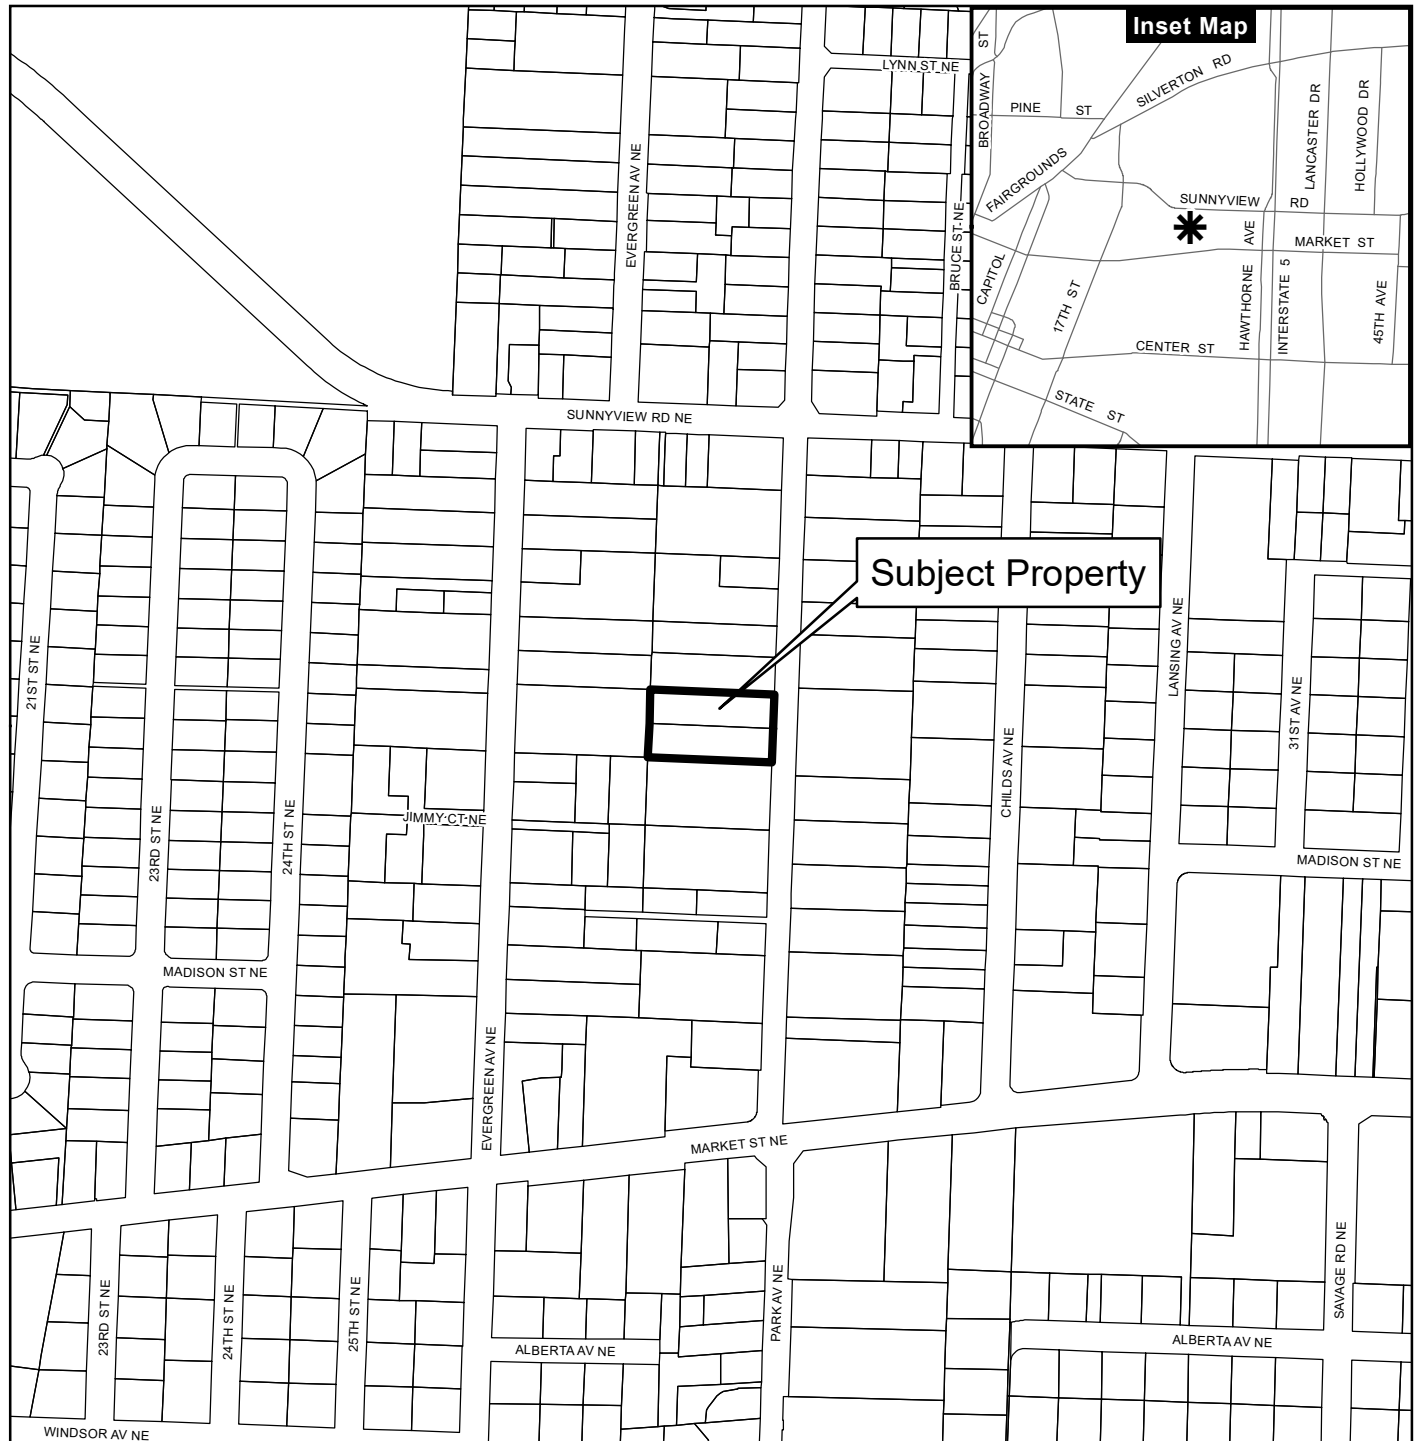 Inset Map
BROADWAY ST
PINE ST
SILVERTON RD
LANCASTER DR
HOLLYWOOD DR
FAIRGROUNDS
SUNNYVIEW RD
MARKET ST
CAPITOL
17TH ST
HAWTHORNE AVE
INTERSTATE 5
45TH AVE
CENTER ST
STATE ST
LYNN ST NE
EVERGREEN AV NE
BRUCE ST NE
SUNNYVIEW RD NE
Subject Property
21ST ST NE
LANSING AV NE
31ST AV NE
CHILDS AV NE
JIMMY CT NE
23RD ST NE
24TH ST NE
MADISON ST NE
MADISON ST NE
EVERGREEN AV NE
MARKET ST NE
SAVAGE RD NE
23RD ST NE
24TH ST NE
25TH ST NE
PARK AV NE
ALBERTA AV NE
ALBERTA AV NE
WINDSOR AV NE